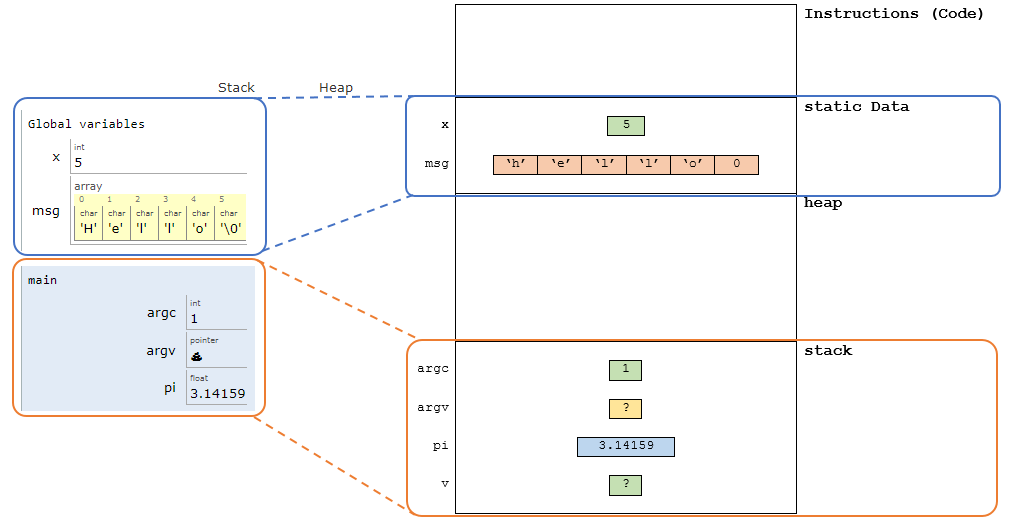 Instructions (Code)
Stack Heap
static Data
Global variables
x int
5
array
0 1 2 3 4 5
char char char char char char
msg 'H' 'e' 'l' 'l' 'o' '\0'
x 5
msg ‘h’ ‘e’ ‘l’ ‘l’ ‘o’ 0
heap
main
argc int
1
argv pointer
pi float
3.14159
stack
argc 1
argv ?
pi 3.14159
v ?